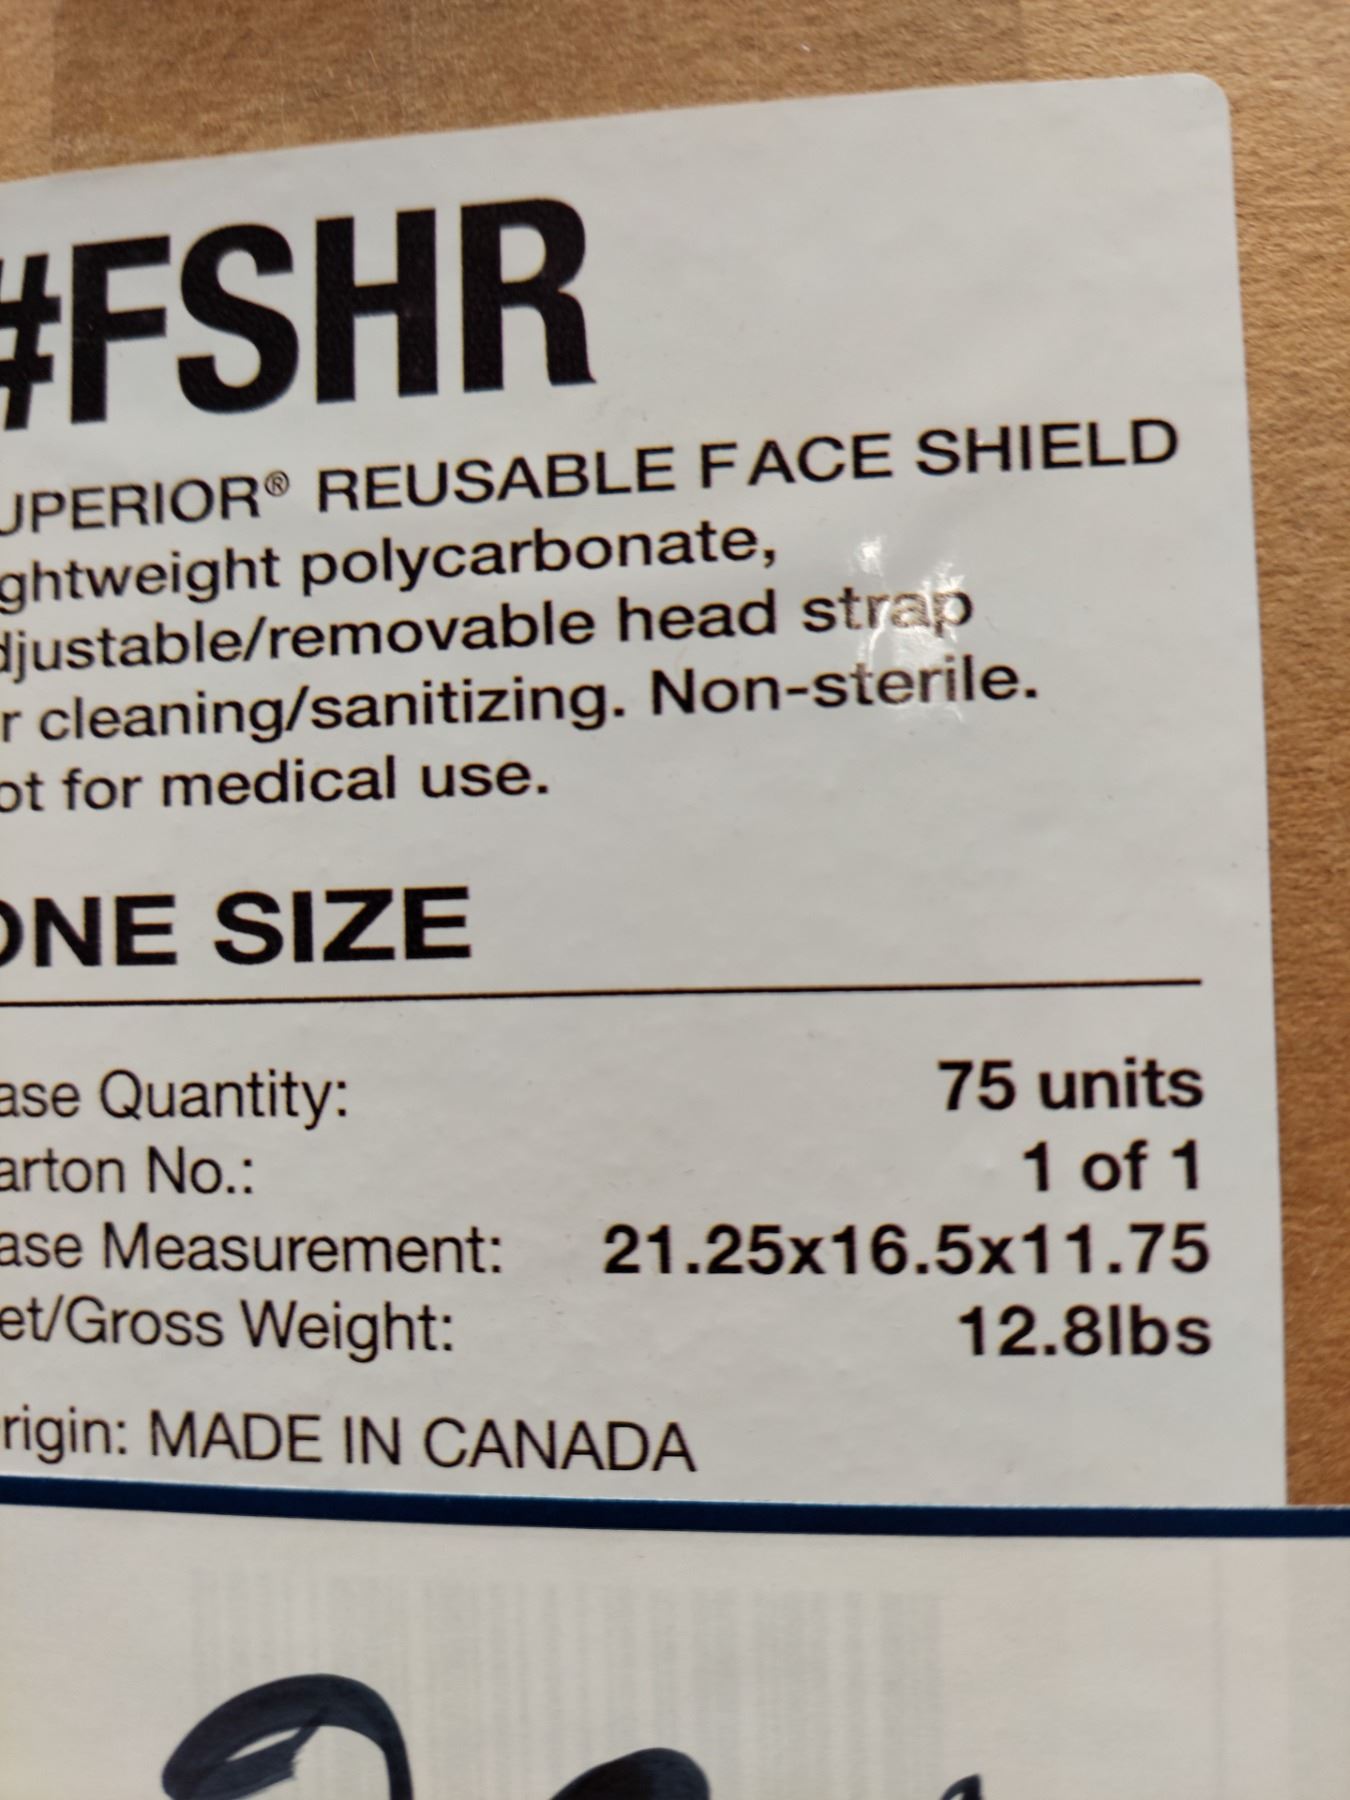 #FSHR
UPERIOR® REUSABLE FACE SHIELD
ghtweight polycarbonate,
djustable/removable head strap
r cleaning/sanitizing. Non-sterile.
ot for medical use.
ONE SIZE
ase Quantity: 75 units
arton No.: 1 of 1
ase Measurement: 21.25x16.5x11.75
et/Gross Weight: 12.8lbs
rigin: MADE IN CANADA